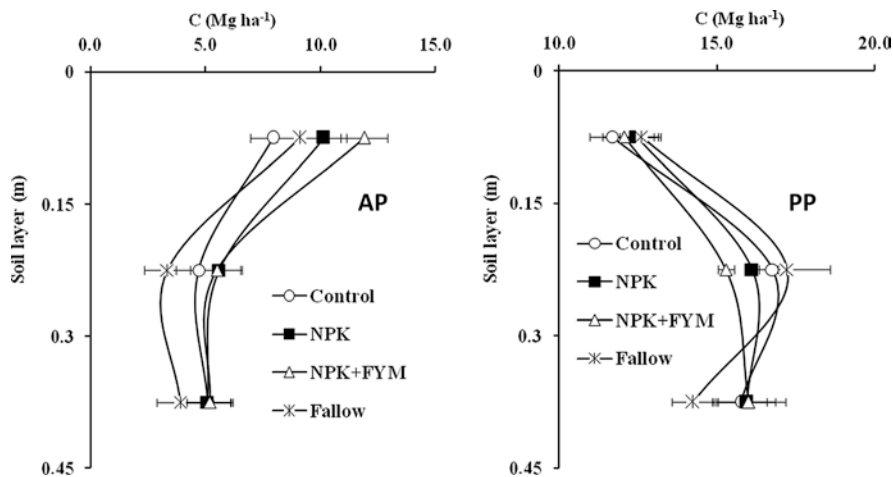 C (Mg ha⁻¹)
0.0 5.0 10.0 15.0
0
0.15
0.3
0.45
Soil layer (m)
AP
Control
NPK
NPK+FYM
Fallow
C (Mg ha⁻¹)
10.0 15.0 20.0
0
0.15
0.3
0.45
Soil layer (m)
PP
Control
NPK
NPK+FYM
Fallow